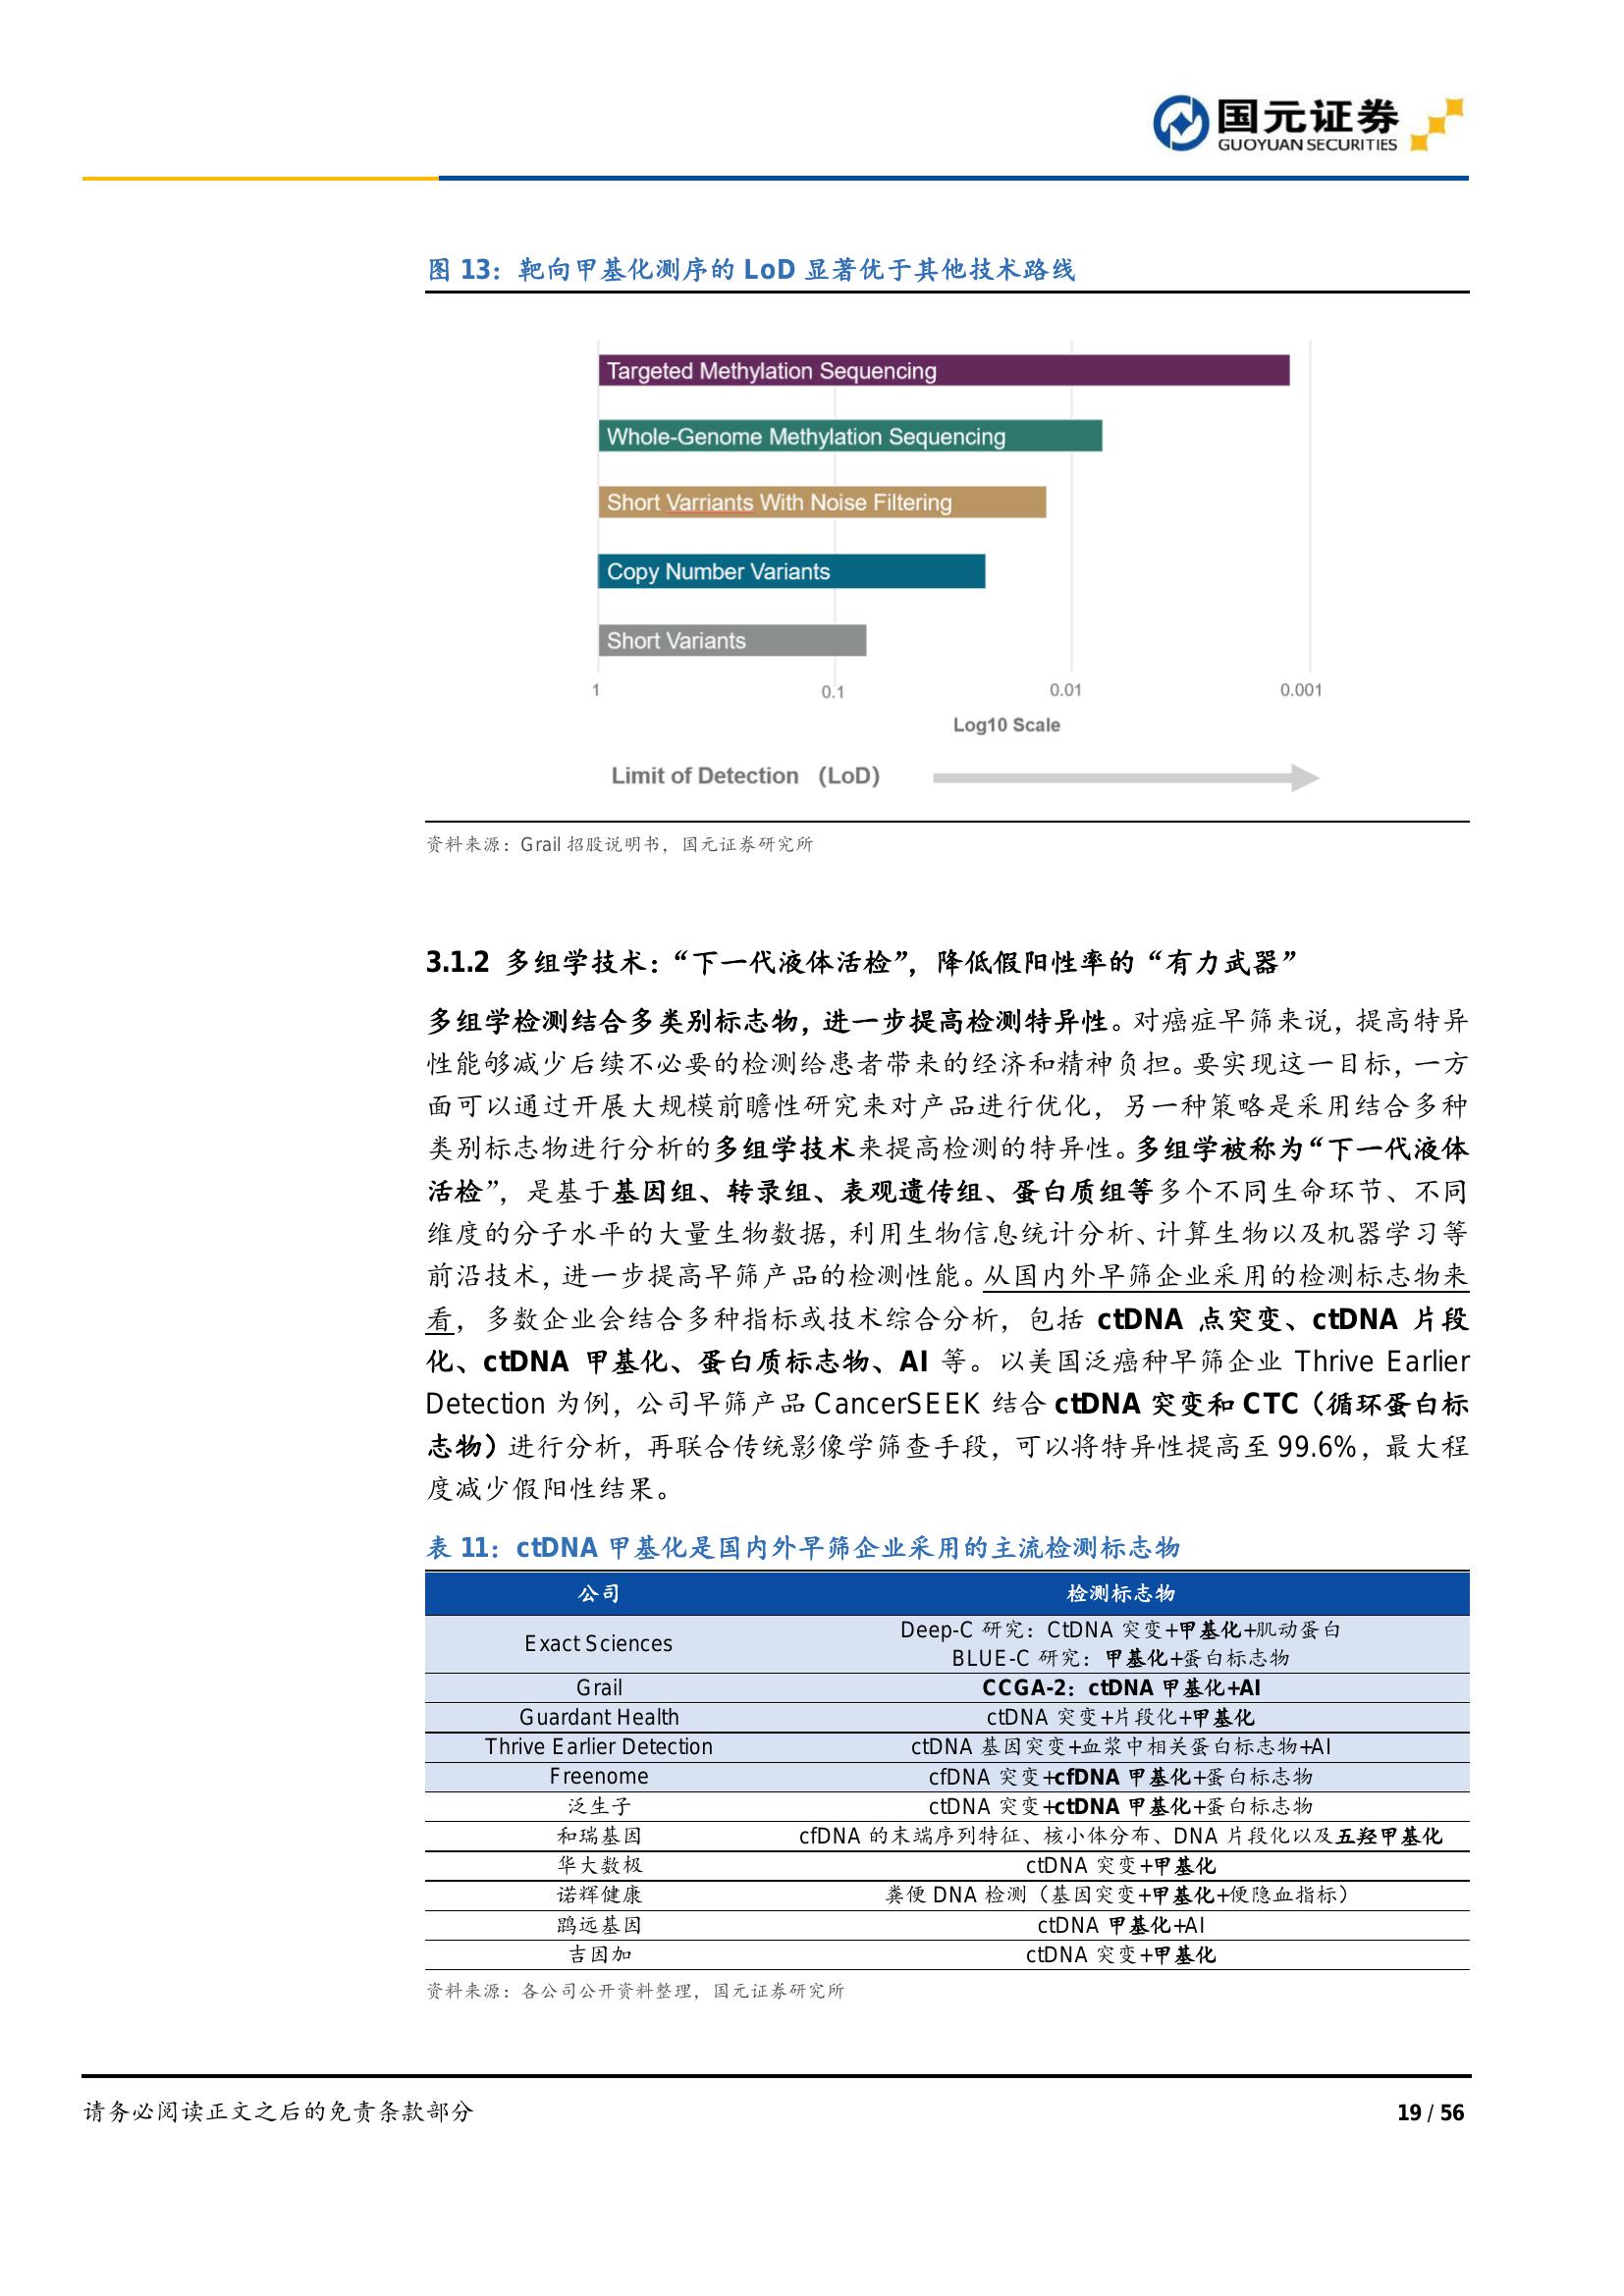 国元证券
GUOYUAN SECURITIES
图 13：靶向甲基化测序的 LoD 显著优于其他技术路线
Targeted Methylation Sequencing
Whole-Genome Methylation Sequencing
Short Varriants With Noise Filtering
Copy Number Variants
Short Variants
1 0.1 0.01 0.001
Log10 Scale
Limit of Detection （LoD）
资料来源：Grail 招股说明书，国元证券研究所
3.1.2 多组学技术：“下一代液体活检”，降低假阳性率的“有力武器”
多组学检测结合多类别标志物，进一步提高检测特异性。对癌症早筛来说，提高特异
性能够减少后续不必要的检测给患者带来的经济和精神负担。要实现这一目标，一方
面可以通过开展大规模前瞻性研究来对产品进行优化，另一种策略是采用结合多种
类别标志物进行分析的多组学技术来提高检测的特异性。多组学被称为“下一代液体
活检”，是基于基因组、转录组、表观遗传组、蛋白质组等多个不同生命环节、不同
维度的分子水平的大量生物数据，利用生物信息统计分析、计算生物以及机器学习等
前沿技术，进一步提高早筛产品的检测性能。从国内外早筛企业采用的检测标志物来
看，多数企业会结合多种指标或技术综合分析，包括 ctDNA 点突变、ctDNA 片段
化、ctDNA 甲基化、蛋白质标志物、AI 等。以美国泛癌种早筛企业 Thrive Earlier
Detection 为例，公司早筛产品 CancerSEEK 结合 ctDNA 突变和 CTC（循环蛋白标
志物）进行分析，再联合传统影像学筛查手段，可以将特异性提高至 99.6%，最大程
度减少假阳性结果。
表 11：ctDNA 甲基化是国内外早筛企业采用的主流检测标志物
公司 检测标志物
Exact Sciences Deep-C 研究：CtDNA 突变+甲基化+肌动蛋白
BLUE-C 研究：甲基化+蛋白标志物
Grail CCGA-2：ctDNA 甲基化+AI
Guardant Health ctDNA 突变+片段化+甲基化
Thrive Earlier Detection ctDNA 基因突变+血浆中相关蛋白标志物+AI
Freenome cfDNA 突变+cfDNA 甲基化+蛋白标志物
泛生子 ctDNA 突变+ctDNA 甲基化+蛋白标志物
和瑞基因 cfDNA 的末端序列特征、核小体分布、DNA 片段化以及五羟甲基化
华大数极 ctDNA 突变+甲基化
诺辉健康 粪便 DNA 检测（基因突变+甲基化+便隐血指标）
鹍远基因 ctDNA 甲基化+AI
吉因加 ctDNA 突变+甲基化
资料来源：各公司公开资料整理，国元证券研究所
请务必阅读正文之后的免责条款部分 19 / 56